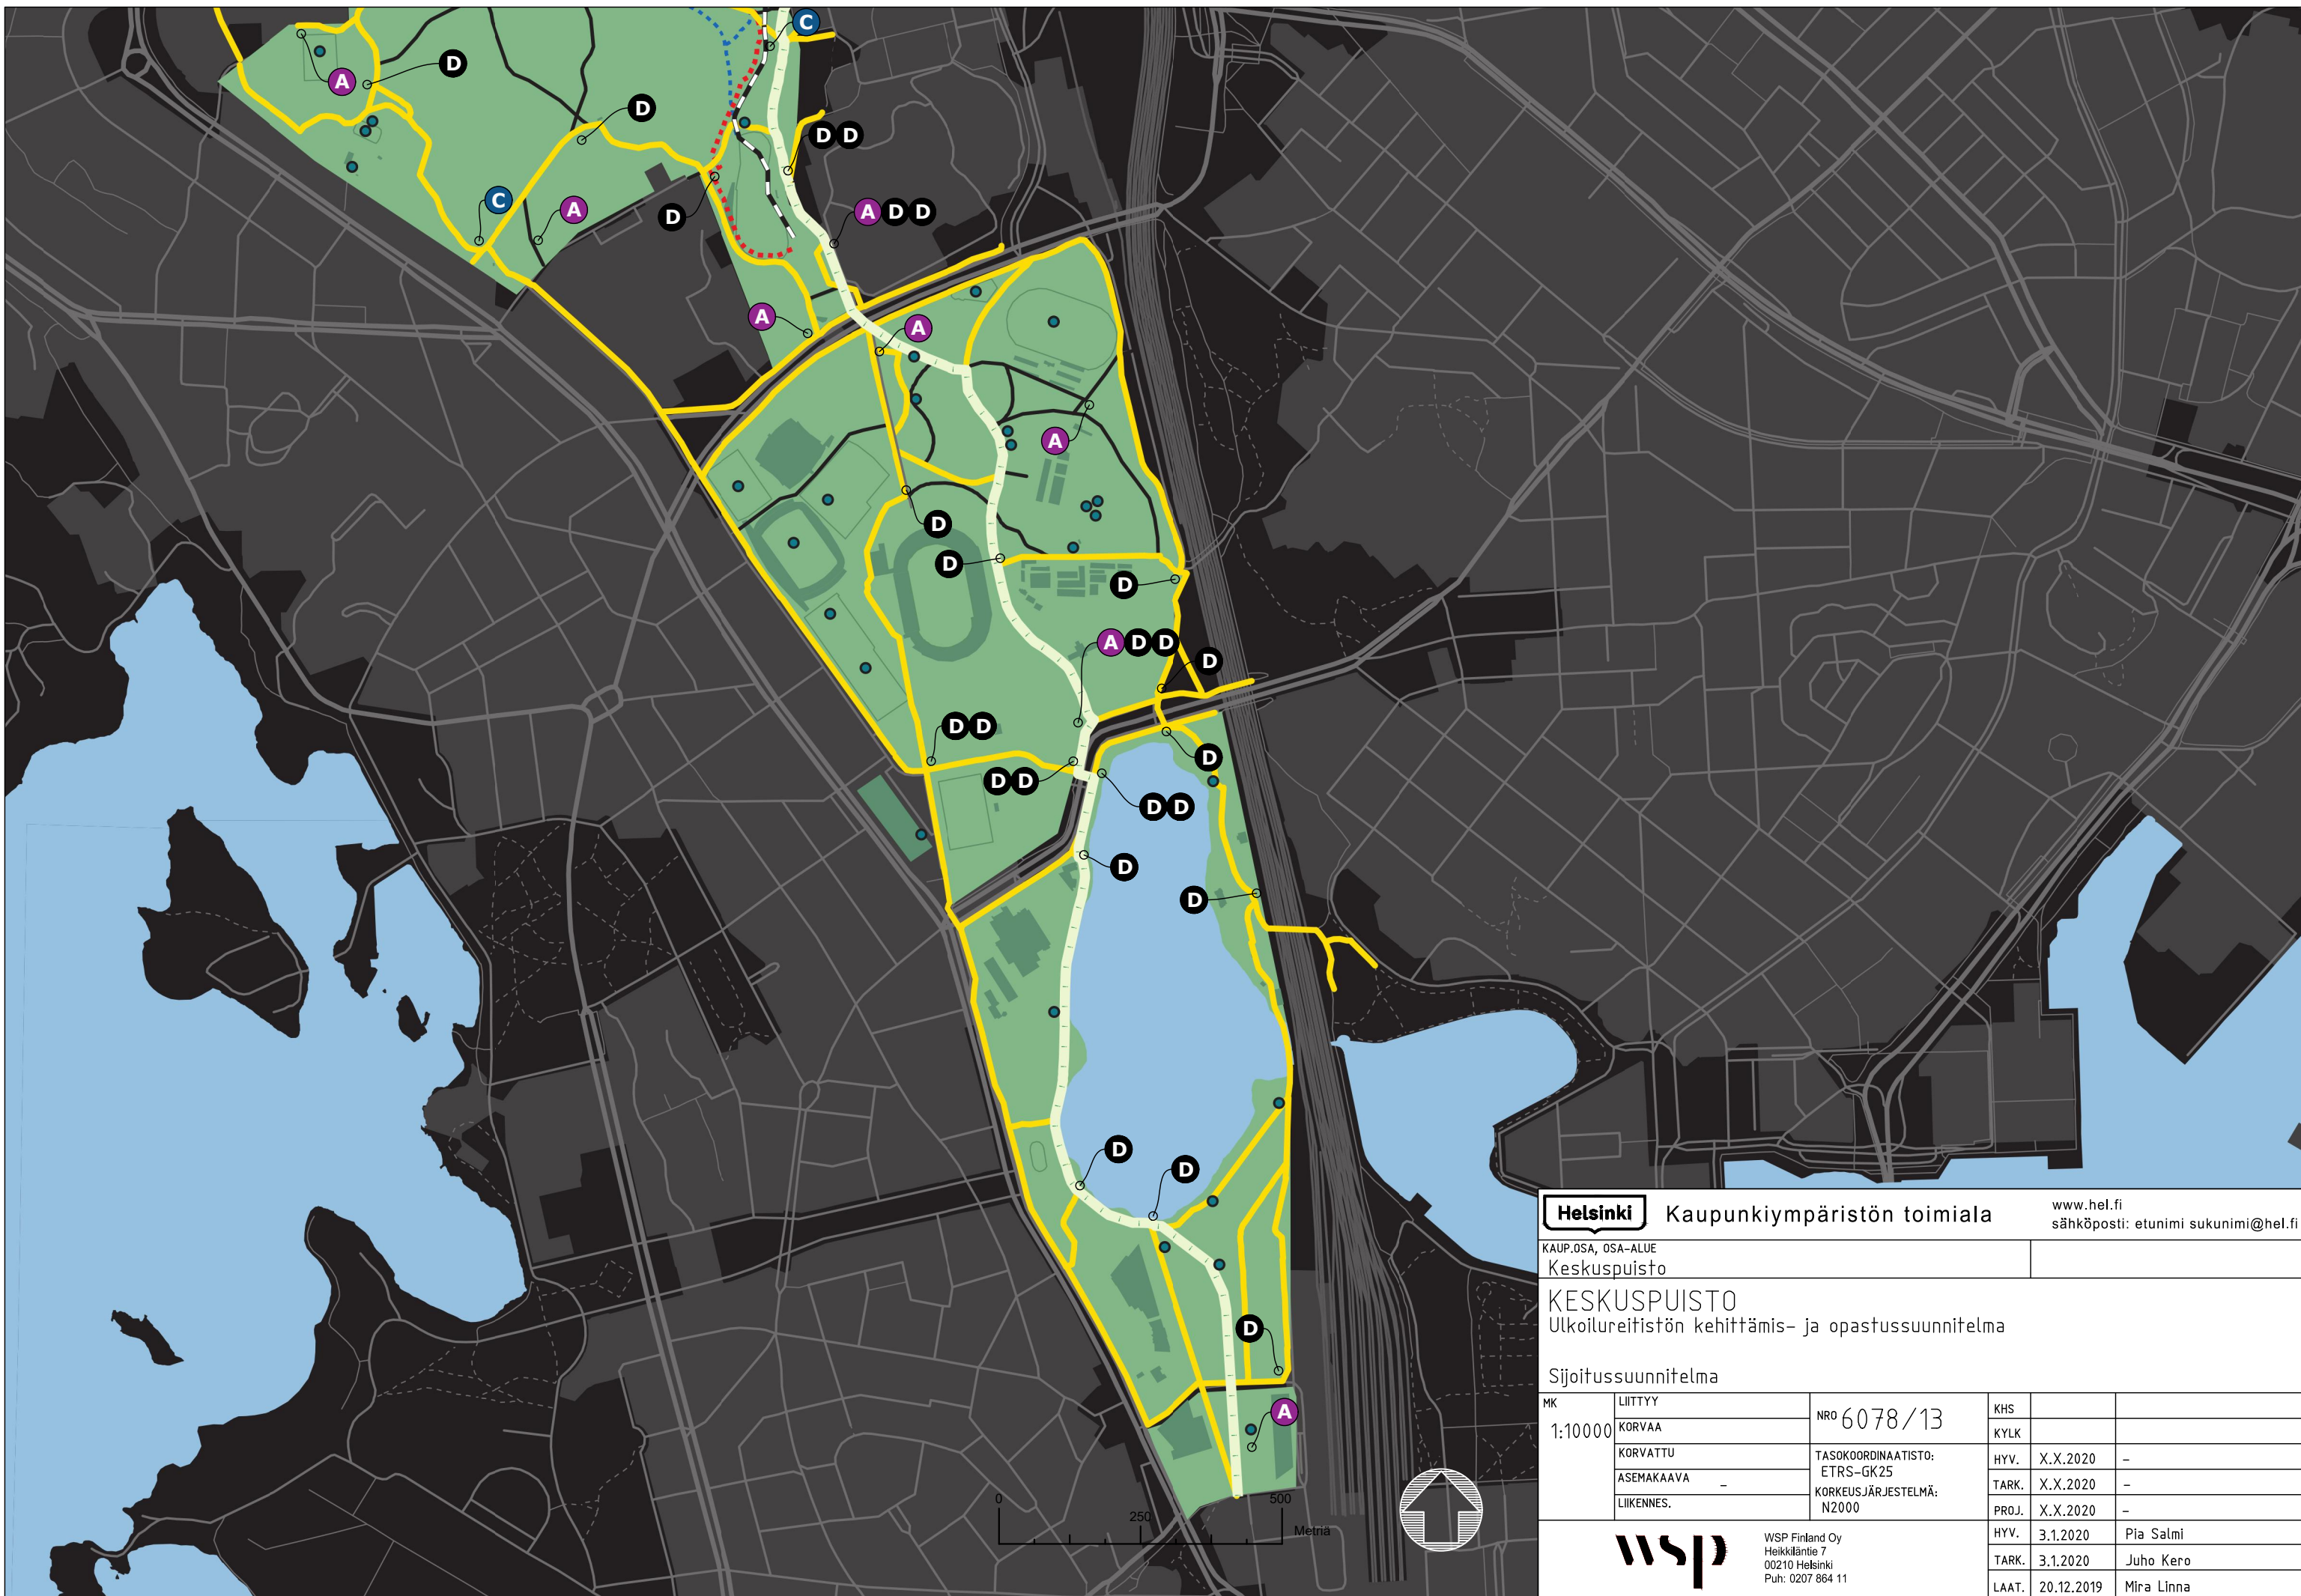 C
A
D
D
D D
C
A
D
A D D
A
A
A
D
D
D
A D D
D
D D
D
D D
D D
D
D
D
D
D
A
0
250
500
Metriä
Helsinki
Kaupunkiympäristön toimiala
www.hel.fi
sähköposti: etunimi sukunimi@hel.fi
KAUP.OSA, OSA-ALUE
Keskuspuisto
KESKUSPUISTO
Ulkoilureitistön kehittämis- ja opastussuunnitelma
Sijoitussuunnitelma
MK
1:10000
LIITTYY
KORVAA
KORVATTU
ASEMAKAAVA –
LIIKENNES.
NRO 6078/13
TASOKOORDINAATISTO:
ETRS-GK25
KORKEUSJÄRJESTELMÄ:
N2000
KHS
KYLK
HYV. X.X.2020 –
TARK. X.X.2020 –
PROJ. X.X.2020 –
HYV. 3.1.2020 Pia Salmi
TARK. 3.1.2020 Juho Kero
LAAT. 20.12.2019 Mira Linna
wsp
WSP Finland Oy
Heikkiläntie 7
00210 Helsinki
Puh: 0207 864 11